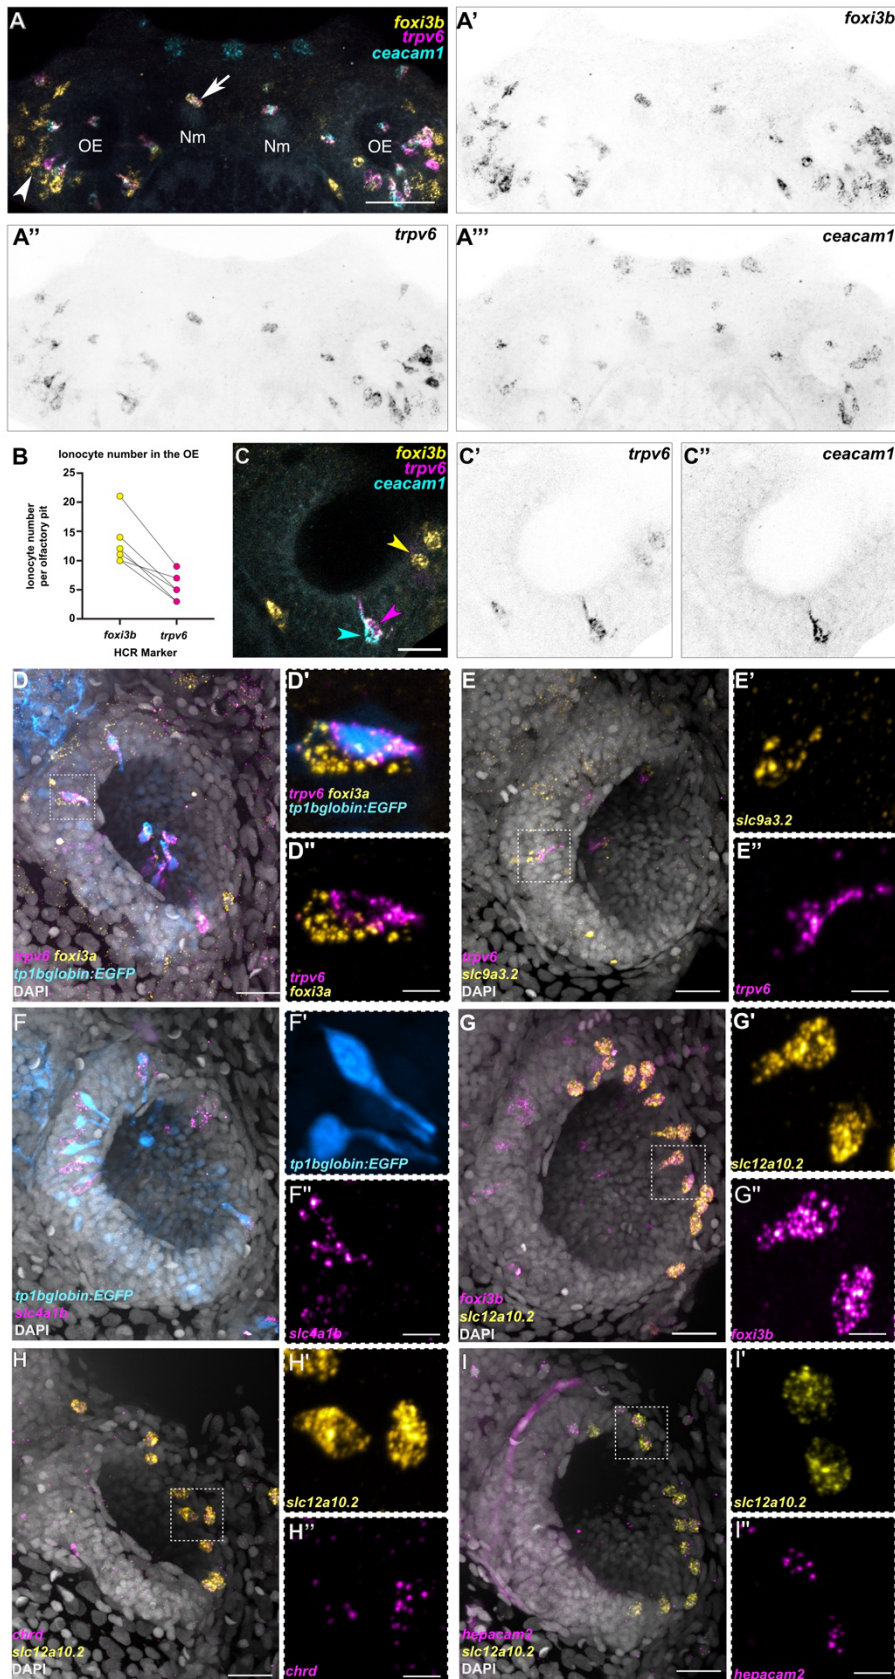 A
foxi3b
trpv6
ceacam1
OE
Nm
Nm
OE
A’
foxi3b
A’’
trpv6
A’’’
ceacam1
B
Ionocyte number in the OE
Ionocyte number
per olfactory pit
25
20
15
10
5
0
foxi3b
trpv6
HCR Marker
C
foxi3b
trpv6
ceacam1
C’
trpv6
C’’
ceacam1
D
trpv6 foxi3a
tp1bglobin:EGFP
DAPI
D'
trpv6 foxi3a
tp1bglobin:EGFP
D''
trpv6
foxi3a
E
trpv6
slc9a3.2
DAPI
E’
slc9a3.2
E’’
trpv6
F
tp1bglobin:EGFP
slc4a1b
DAPI
F'
tp1bglobin:EGFP
F''
slc4a1b
G
foxi3b
slc12a10.2
DAPI
G'
slc12a10.2
G''
foxi3b
H
chrd
slc12a10.2
DAPI
H'
slc12a10.2
H’’
chrd
I
hepacam2
slc12a10.2
DAPI
I'
slc12a10.2
I''
hepacam2